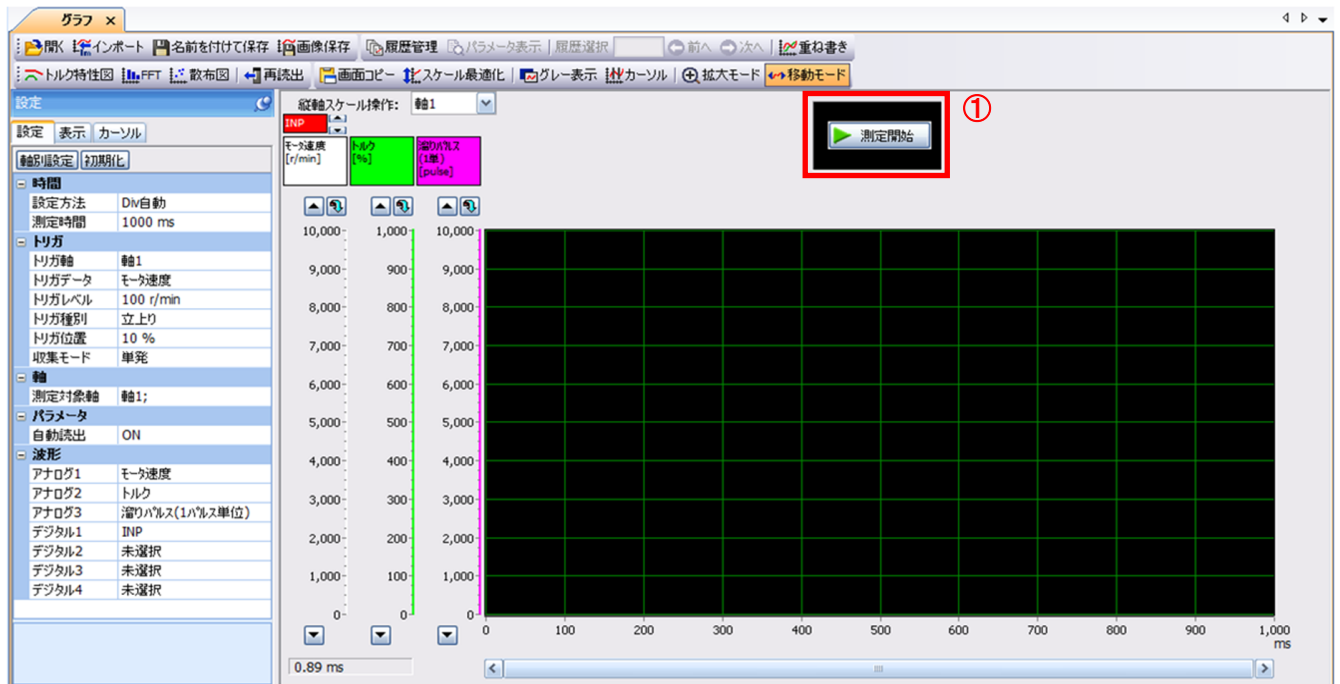 グラフ ×
開く インポート 名前を付けて保存 画像保存 履歴管理 パラメータ表示 履歴選択 前へ 次へ 重ね書き
トルク特性図 FFT 散布図 再読出 画面コピー スケール最適化 グレー表示 カーソル 拡大モード 移動モード
設定
設定 表示 カーソル
軸別設定 初期化
時間
設定方法 Div自動
測定時間 1000 ms
トリガ
トリガ軸 軸1
トリガデータ モータ速度
トリガレベル 100 r/min
トリガ種別 立上り
トリガ位置 10 %
収集モード 単発
軸
測定対象軸 軸1;
パラメータ
自動読出 ON
波形
アナログ1 モータ速度
アナログ2 トルク
アナログ3 溜りパルス(1パルス単位)
デジタル1 INP
デジタル2 未選択
デジタル3 未選択
デジタル4 未選択
縦軸スケール操作: 軸1
測定開始
①
INP
モータ速度
[r/min]
トルク
[%]
溜りパルス
(1単)
[pulse]
10,000 1,000 10,000
9,000 900 9,000
8,000 800 8,000
7,000 700 7,000
6,000 600 6,000
5,000 500 5,000
4,000 400 4,000
3,000 300 3,000
2,000 200 2,000
1,000 100 1,000
0 0 0
0 100 200 300 400 500 600 700 800 900 1,000
ms
0.89 ms